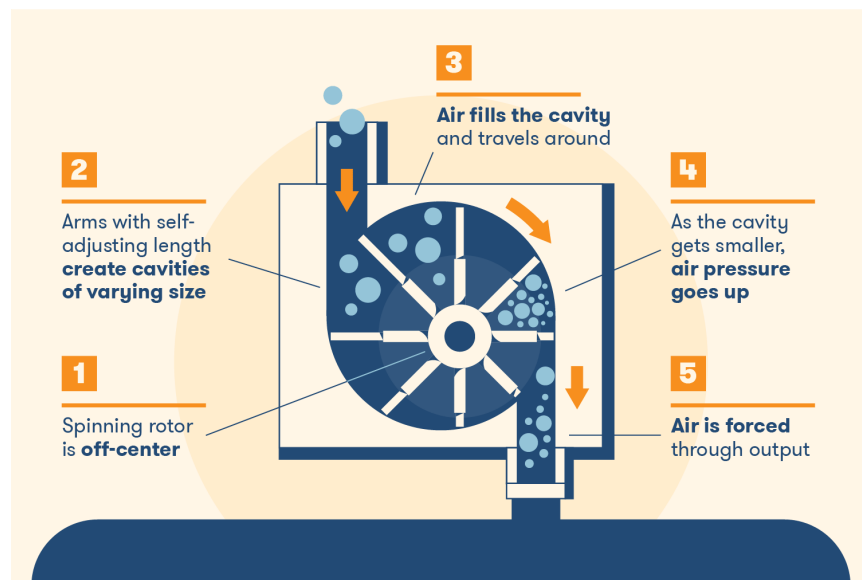 1
Spinning rotor
is off-center
2
Arms with self-
adjusting length
create cavities
of varying size
3
Air fills the cavity
and travels around
4
As the cavity
gets smaller,
air pressure
goes up
5
Air is forced
through output